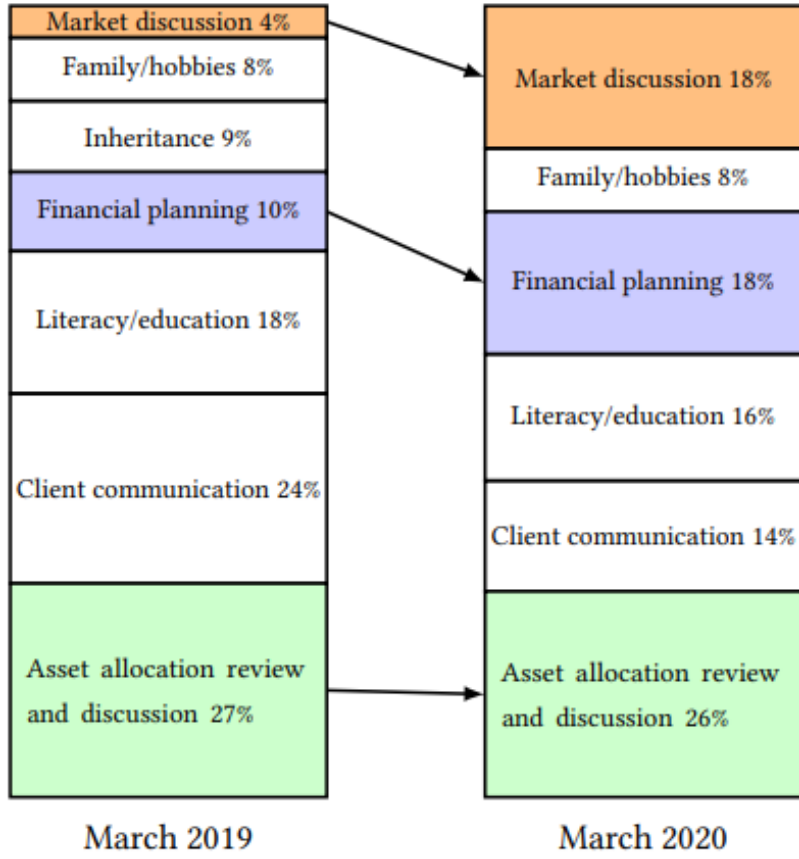 Market discussion 4%
Family/hobbies 8%
Inheritance 9%
Financial planning 10%
Literacy/education 18%
Client communication 24%
Asset allocation review
and discussion 27%
March 2019
Market discussion 18%
Family/hobbies 8%
Financial planning 18%
Literacy/education 16%
Client communication 14%
Asset allocation review
and discussion 26%
March 2020